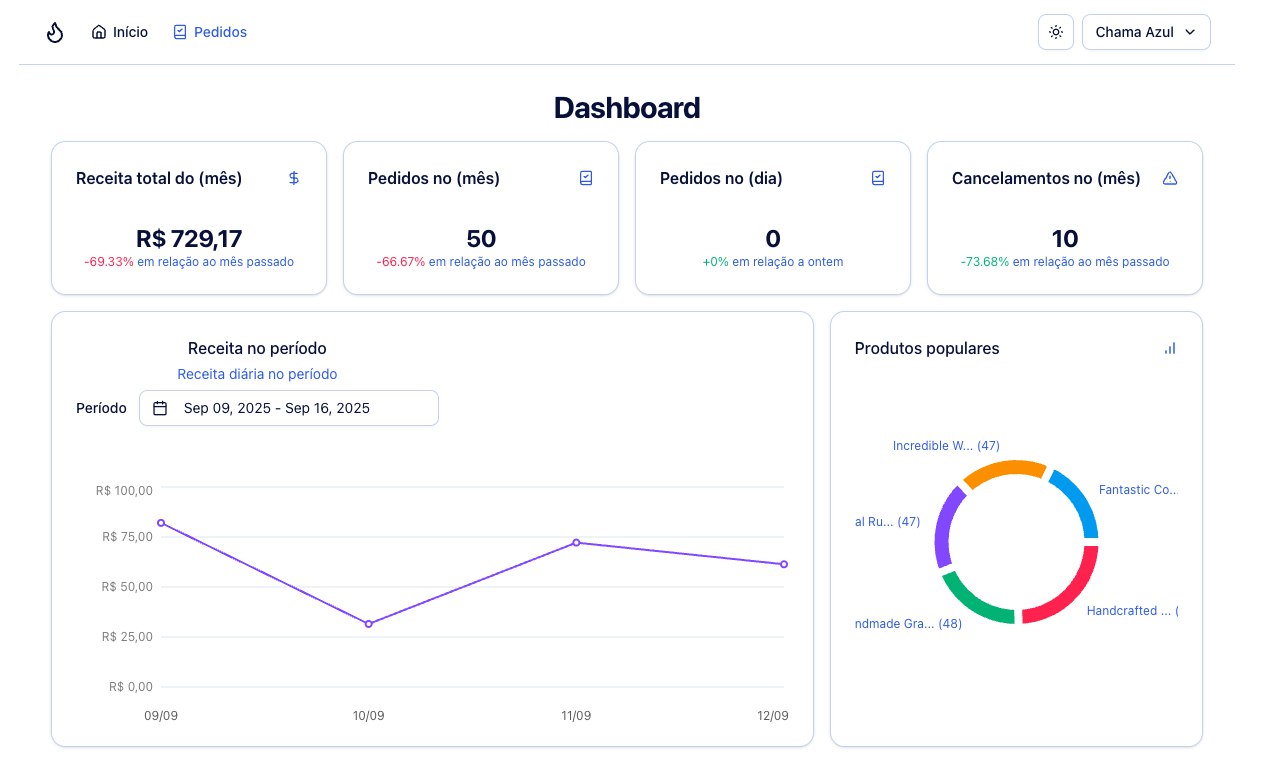 Início
Pedidos
Chama Azul
Dashboard
Receita total do (mês)
R$ 729,17
-69.33% em relação ao mês passado
Pedidos no (mês)
50
-66.67% em relação ao mês passado
Pedidos no (dia)
0
+0% em relação a ontem
Cancelamentos no (mês)
10
-73.68% em relação ao mês passado
Receita no período
Receita diária no período
Período
Sep 09, 2025 - Sep 16, 2025
R$ 100,00
R$ 75,00
R$ 50,00
R$ 25,00
R$ 0,00
09/09
10/09
11/09
12/09
Produtos populares
Incredible W... (47)
Fantastic Co...
al Ru... (47)
Handcrafted ... (
ndmade Gra... (48)